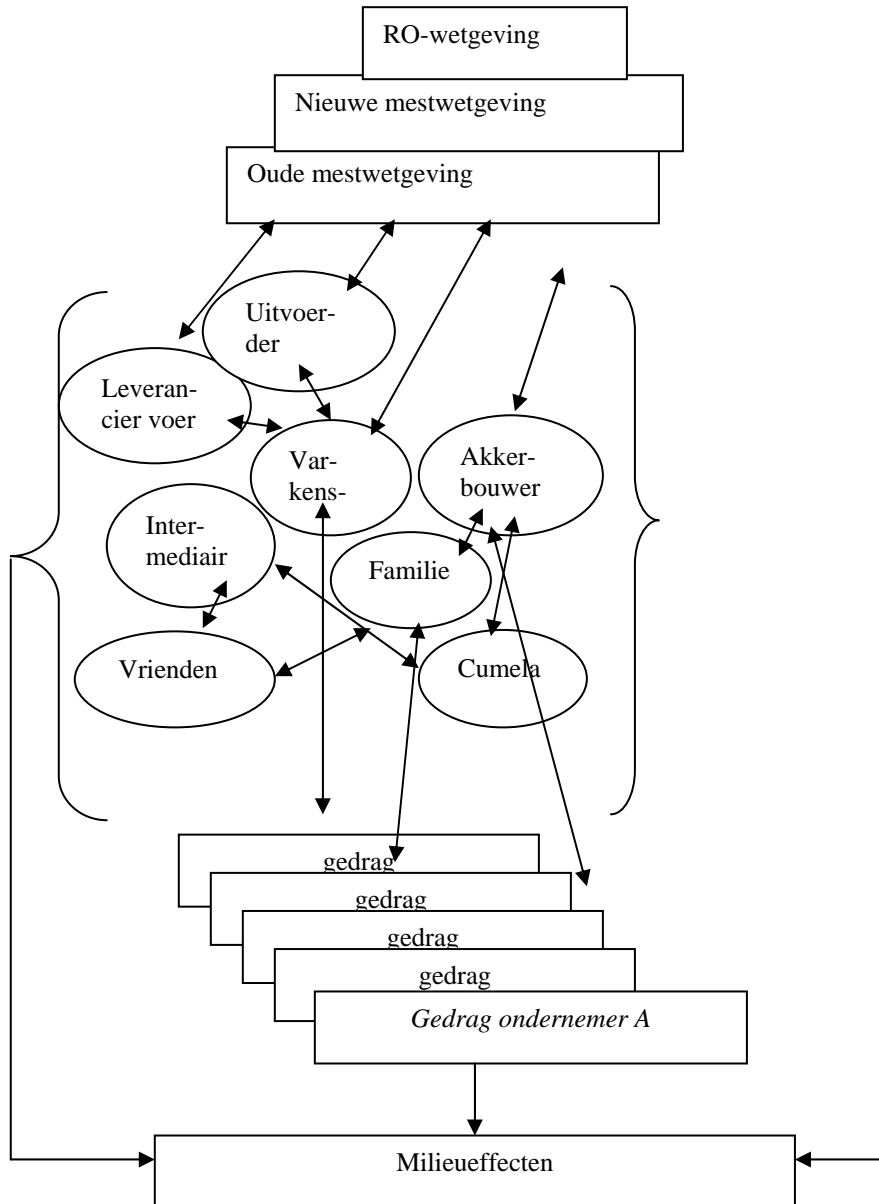 RO-wetgeving
Nieuwe mestwetgeving
Oude mestwetgeving
Uitvoer-
der
Leveran-
cier voer
Var-
kens-
Akker-
bouwer
Inter-
mediair
Familie
Vrienden
Cumela
gedrag
gedrag
gedrag
gedrag
Gedrag ondernemer A
Milieueffecten